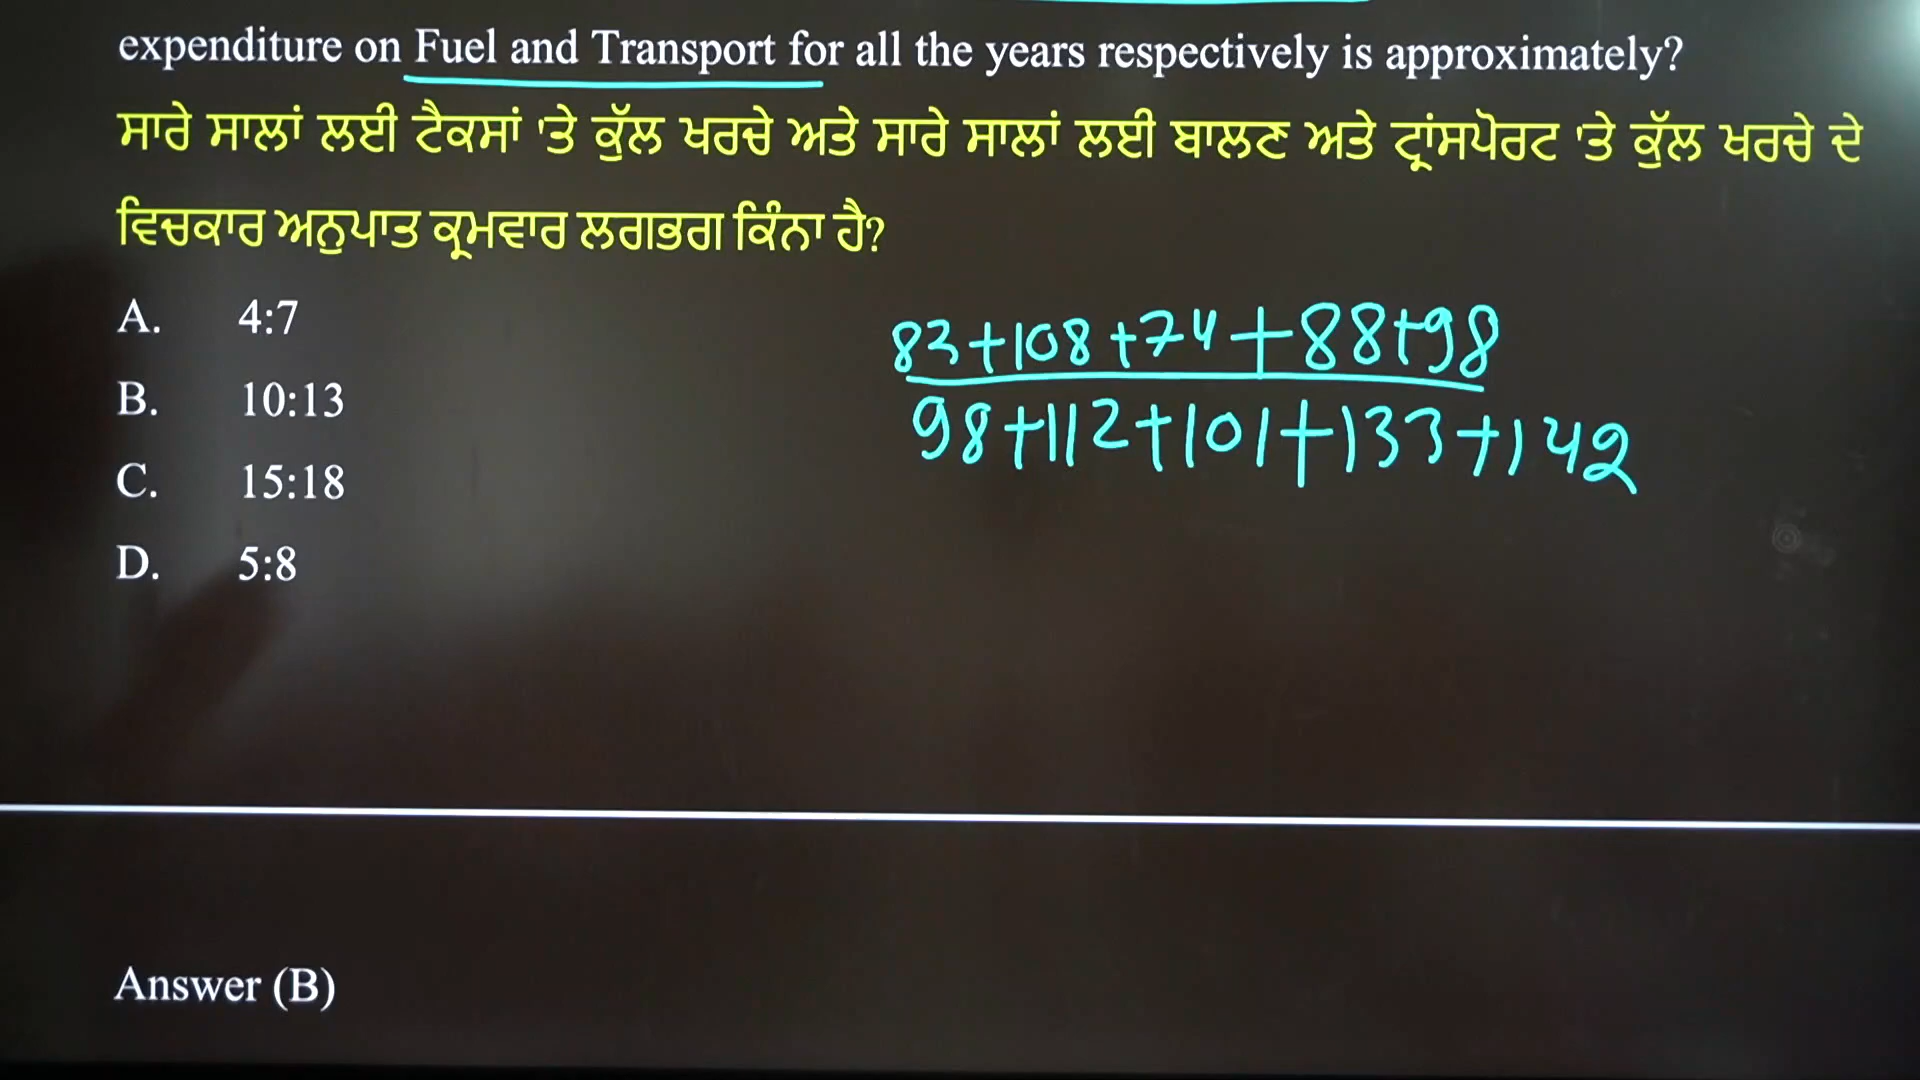 expenditure on Fuel and Transport for all the years respectively is approximately?
ਸਾਰੇ ਸਾਲਾਂ ਲਈ ਟੈਕਸਾਂ 'ਤੇ ਕੁੱਲ ਖਰਚੇ ਅਤੇ ਸਾਰੇ ਸਾਲਾਂ ਲਈ ਬਾਲਣ ਅਤੇ ਟ੍ਰਾਂਸਪੋਰਟ 'ਤੇ ਕੁੱਲ ਖਰਚੇ ਦੇ
ਵਿਚਕਾਰ ਅਨੁਪਾਤ ਕ੍ਰਮਵਾਰ ਲਗਭਗ ਕਿੰਨਾ ਹੈ?
A. 4:7
B. 10:13
C. 15:18
D. 5:8
83+108+74+88+98
98+112+101+133+142
Answer (B)